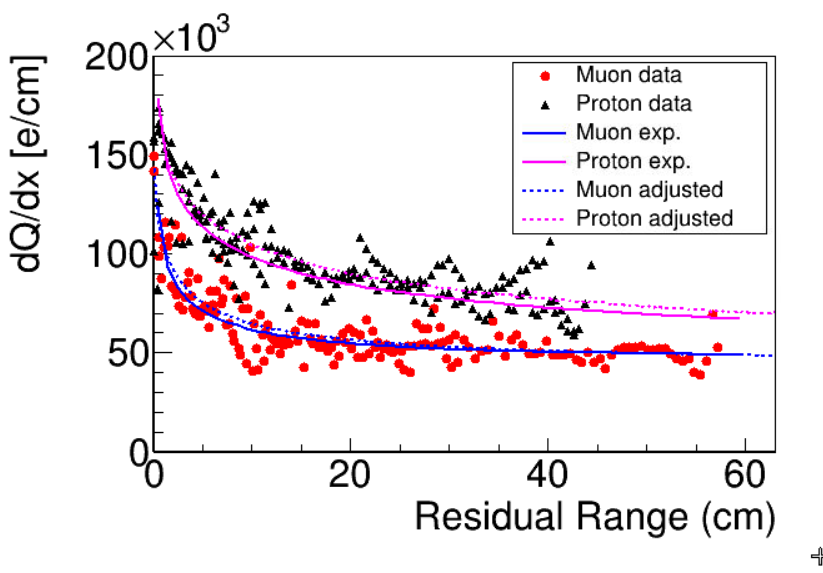 ×10³
200
150
100
50
0
dQ/dx [e/cm]
Muon data
Proton data
Muon exp.
Proton exp.
Muon adjusted
Proton adjusted
0 20 40 60
Residual Range (cm)